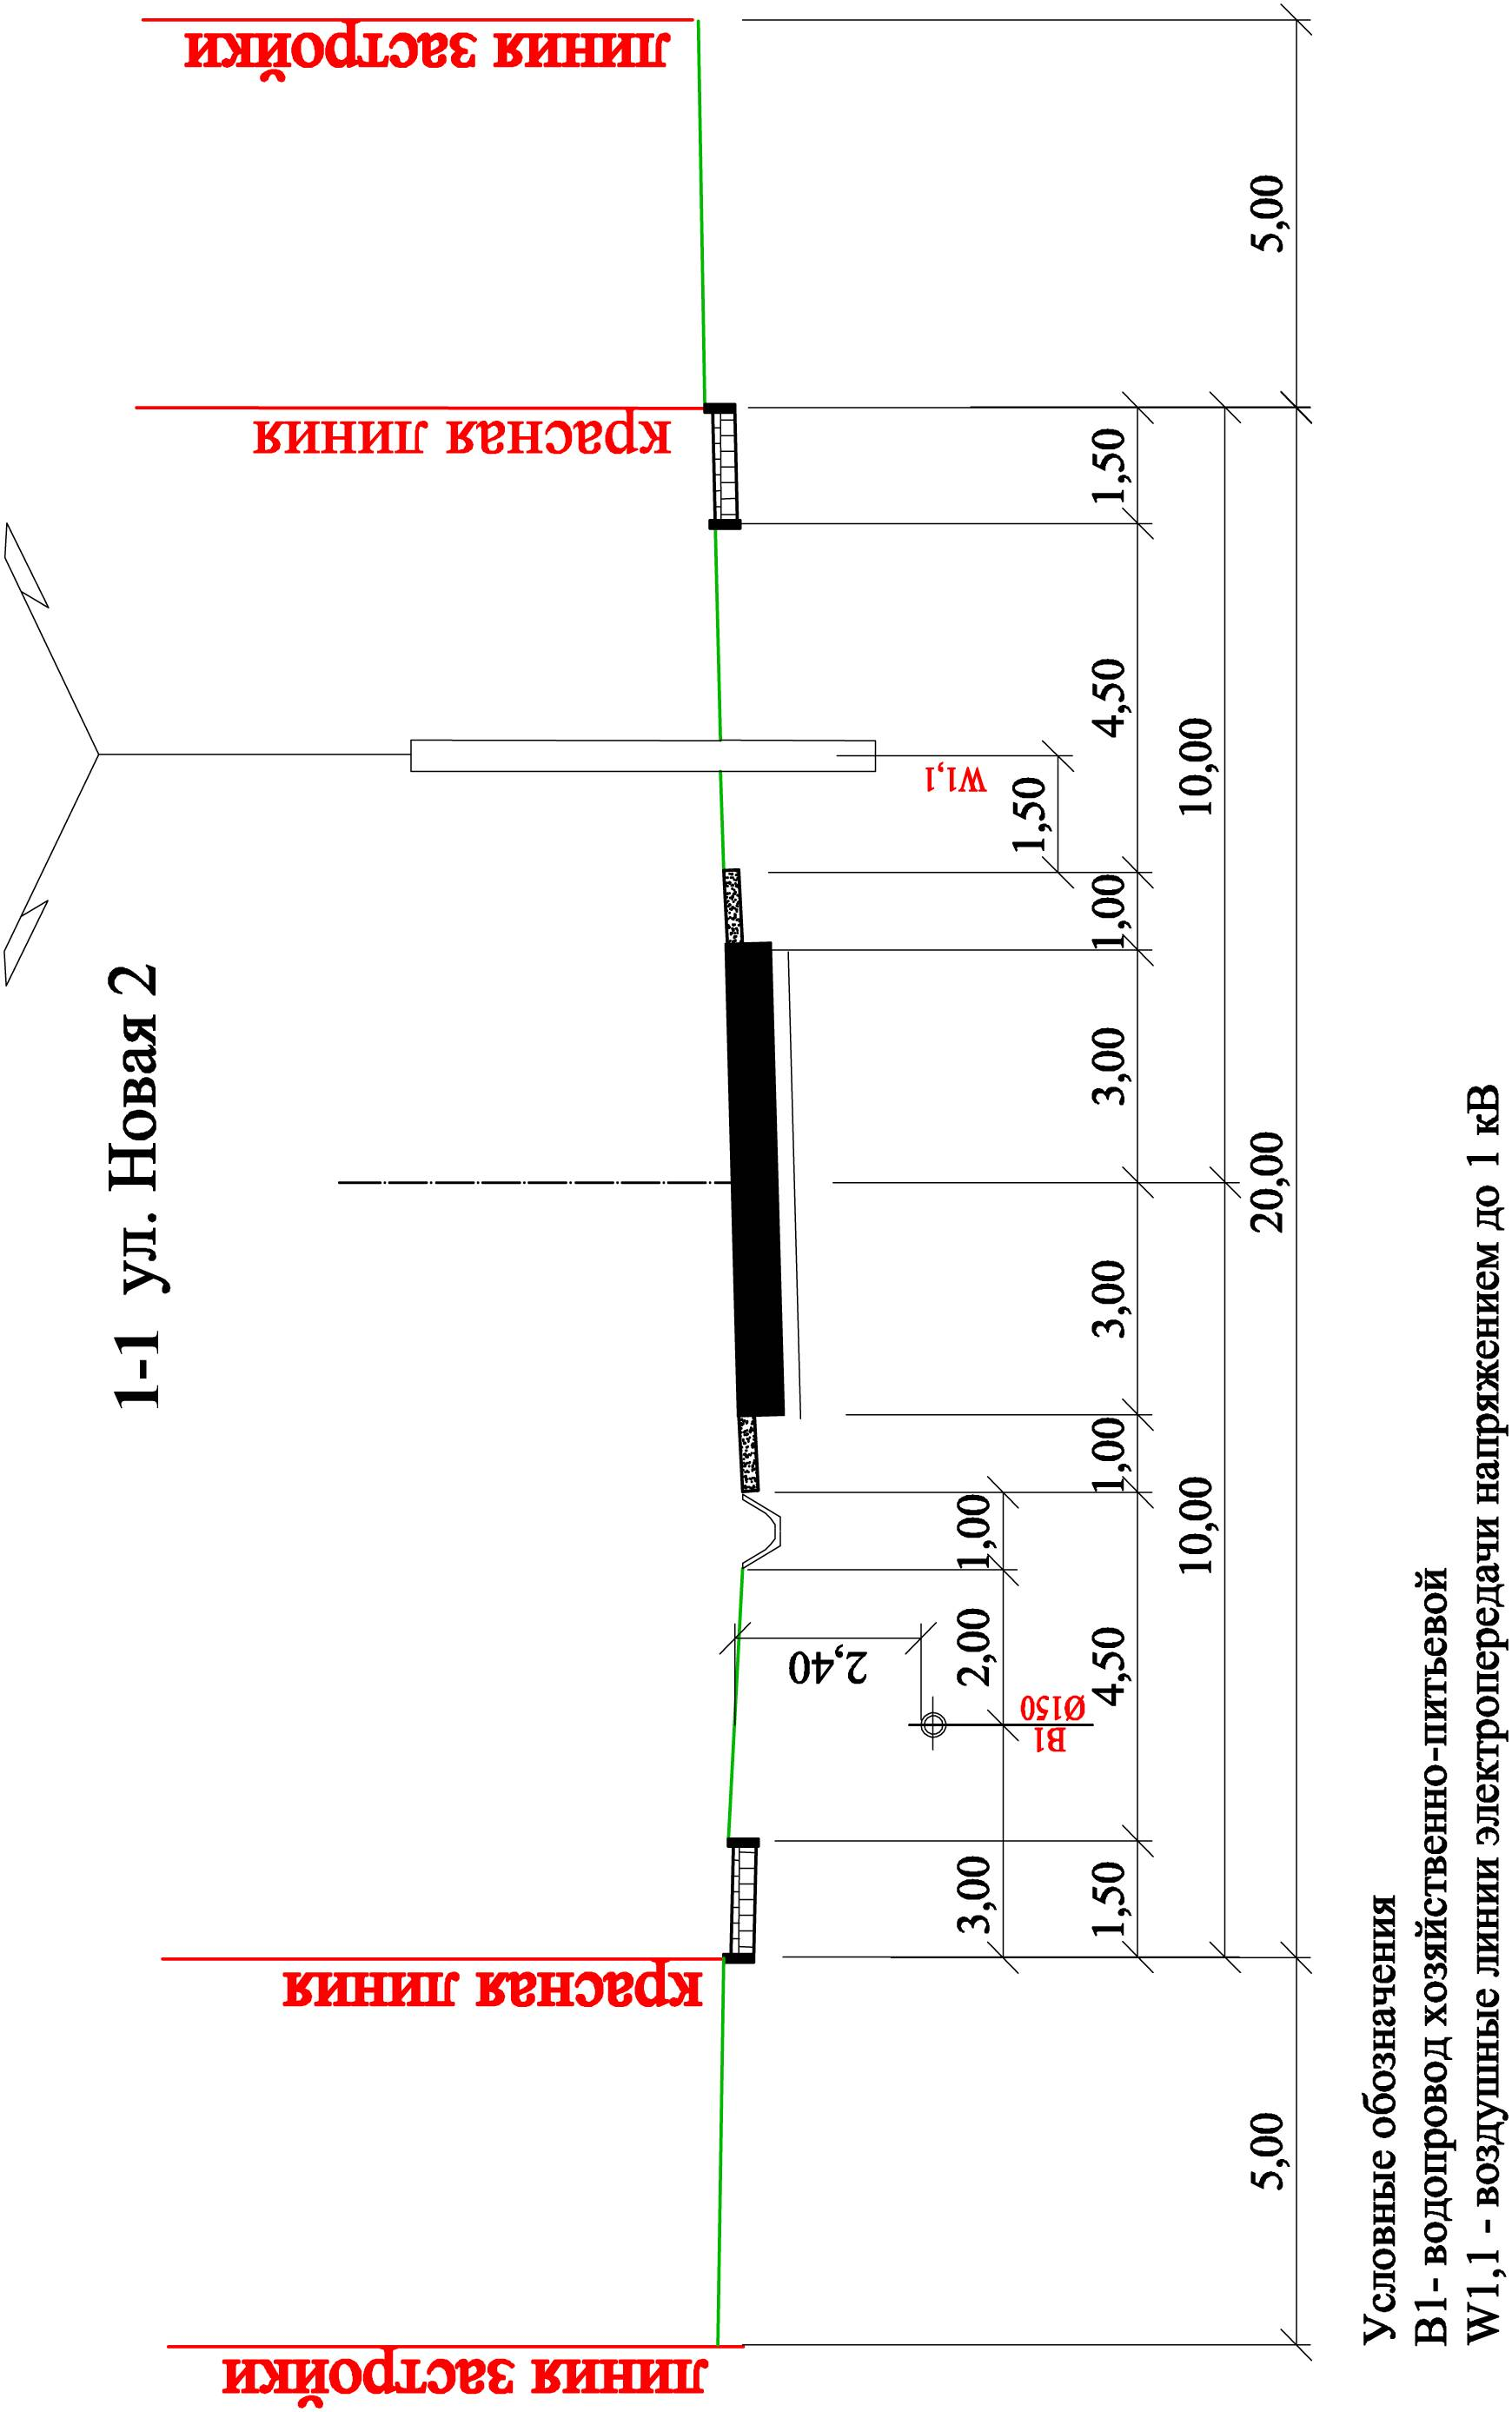 1-1 ул. Новая 2
линия застройки
красная линия
красная линия
линия застройки
W1,1
1,50
2,40
В1
Ø150
3,00
2,00
1,00
1,50
4,50
1,00
3,00
3,00
1,00
4,50
1,50
10,00
10,00
5,00
20,00
5,00
Условные обозначения
В1- водопровод хозяйственно-питьевой
W1,1 - воздушные линии электропередачи напряжением до 1 кВ